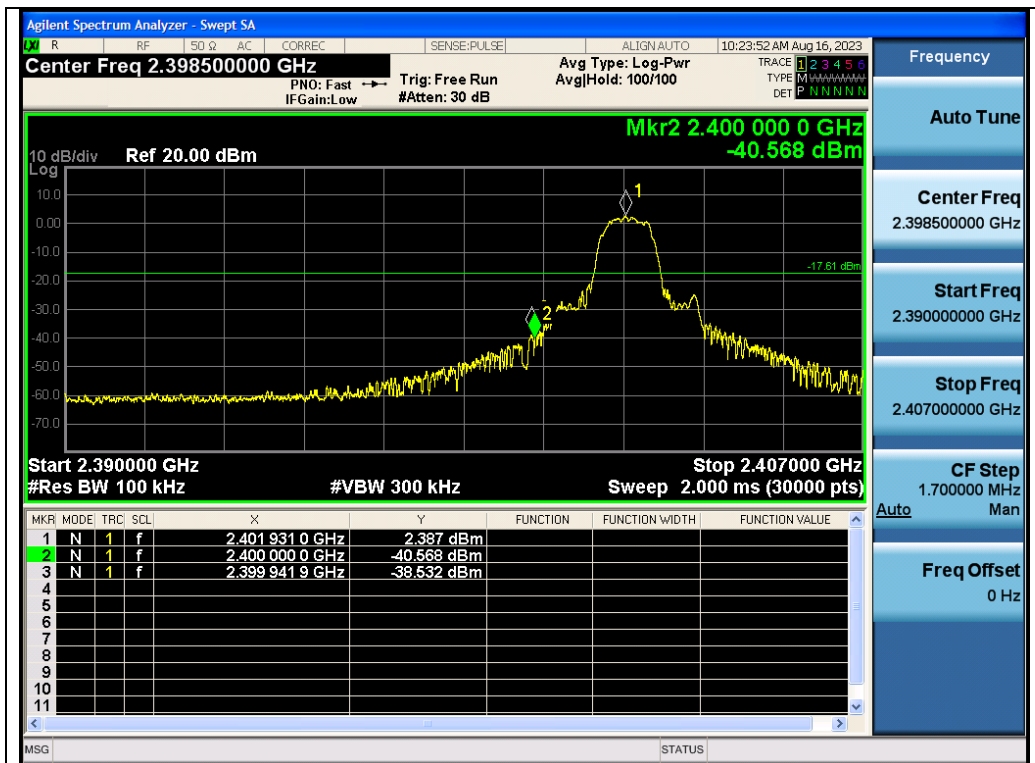 Agilent Spectrum Analyzer - Swept SA
LXI R RF 50 Ω AC CORREC SENSE:PULSE ALIGN AUTO 10:23:52 AM Aug 16, 2023
Center Freq 2.398500000 GHz
PNO: Fast
IFGain:Low
Trig: Free Run
#Atten: 30 dB
Avg Type: Log-Pwr
Avg|Hold: 100/100
TRACE 1 2 3 4 5 6
TYPE M WWWWW
DET P N N N N N
Mkr2 2.400 000 0 GHz
-40.568 dBm
10 dB/div Ref 20.00 dBm
Log
10.0
0.00
-10.0
-20.0
-30.0
-40.0
-50.0
-60.0
-70.0
1
-17.61 dBm
2
Start 2.390000 GHz Stop 2.407000 GHz
#Res BW 100 kHz #VBW 300 kHz Sweep 2.000 ms (30000 pts)
MKR MODE TRC SCL X Y FUNCTION FUNCTION WIDTH FUNCTION VALUE
1 N 1 f 2.401 931 0 GHz 2.387 dBm
2 N 1 f 2.400 000 0 GHz -40.568 dBm
3 N 1 f 2.399 941 9 GHz -38.532 dBm
4
5
6
7
8
9
10
11
MSG STATUS
Frequency
Auto Tune
Center Freq
2.398500000 GHz
Start Freq
2.390000000 GHz
Stop Freq
2.407000000 GHz
CF Step
1.700000 MHz
Auto Man
Freq Offset
0 Hz